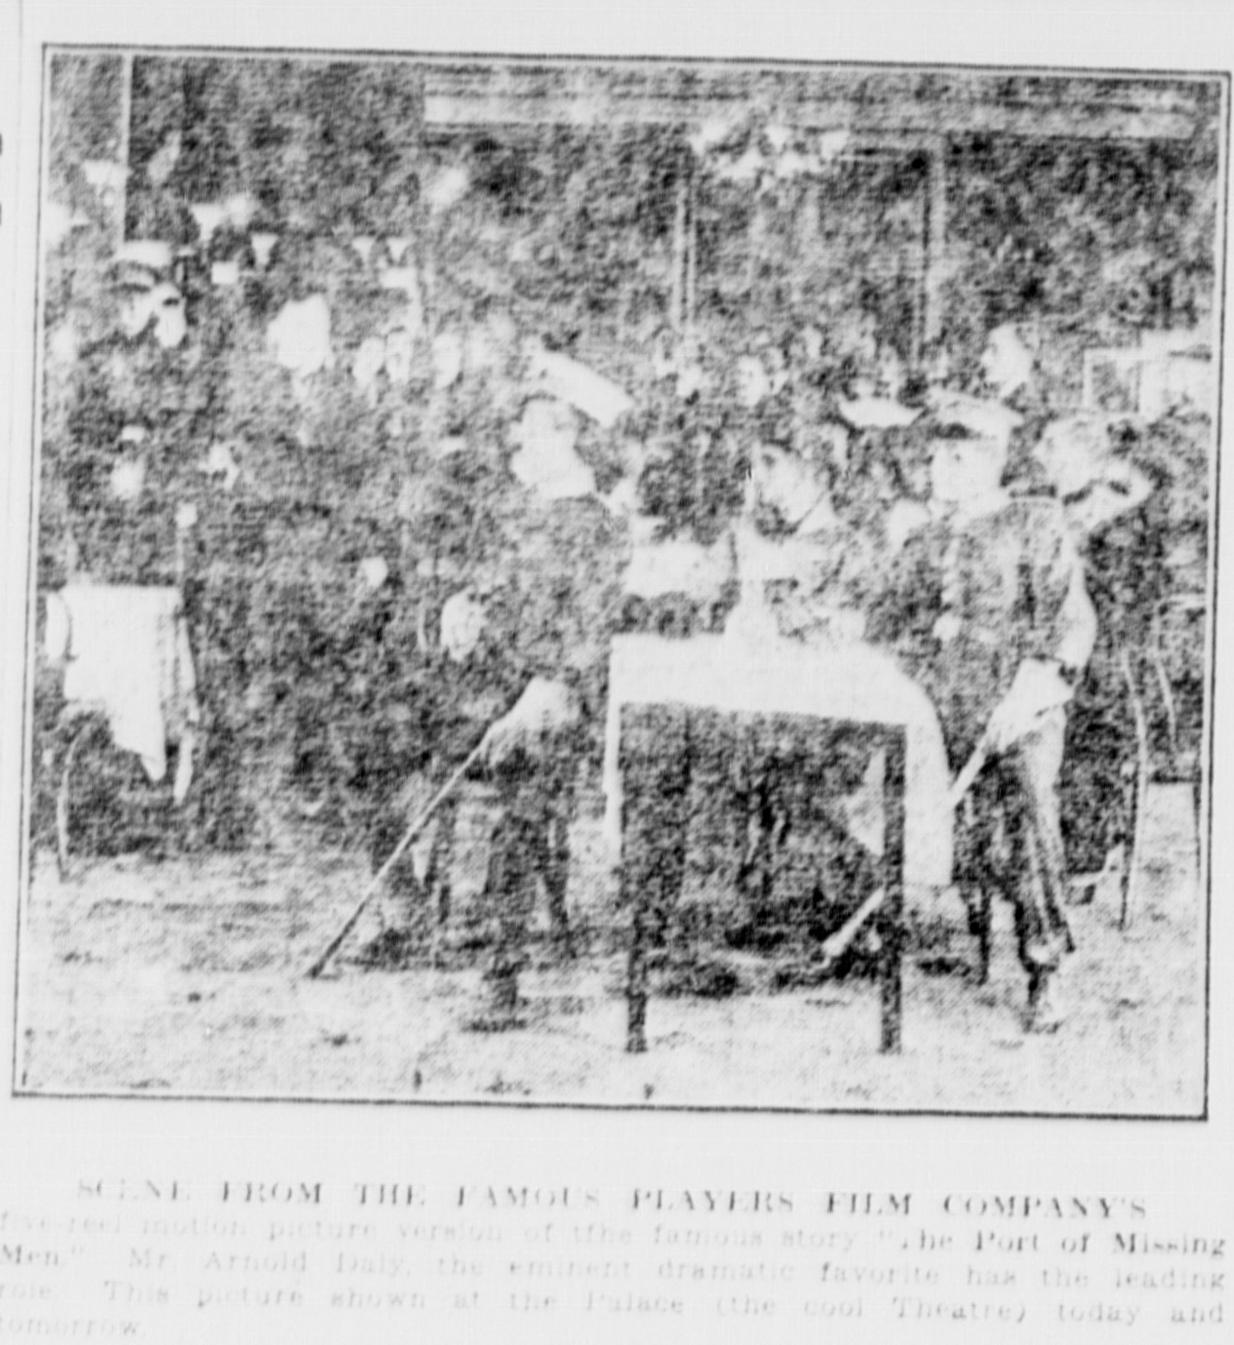 SCENE FROM THE FAMOUS PLAYERS FILM COMPANY'S
five-reel motion picture version of tfhe famous story "The Port of Missing
Men." Mr. Arnold Daly, the eminent dramatic favorite has the leading
role. This picture shown at the Palace (the cool Theatre) today and
tomorrow.